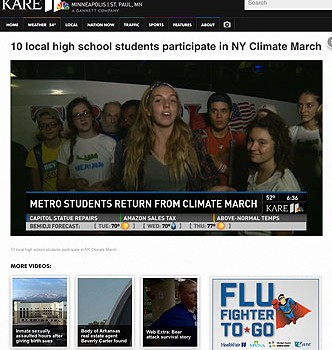 KARE 11
MINNEAPOLIS | ST. PAUL, MN
A GANNETT COMPANY
Search
HOME WEATHER 54° NATION NOW TRAFFIC SPORTS FEATURES ABOUT
10 local high school students participate in NY Climate March
METRO STUDENTS RETURN FROM CLIMATE MARCH
52° 6:36
KARE 11
CAPITOL STATUE REPAIRS AMAZON SALES TAX ABOVE-NORMAL TEMPS
BEMIDJI FORECAST: [ TUE: 70° ] [ WED: 70° ] [ THU: 77° ]
10 local high school students participate in NY Climate March.
MORE VIDEOS:
Inmate sexually assaulted hours after giving birth sues
Body of Arkansas real estate agent Beverly Carter found
Web Extra: Bear attack survival story
FLU
FIGHTER
TO GO